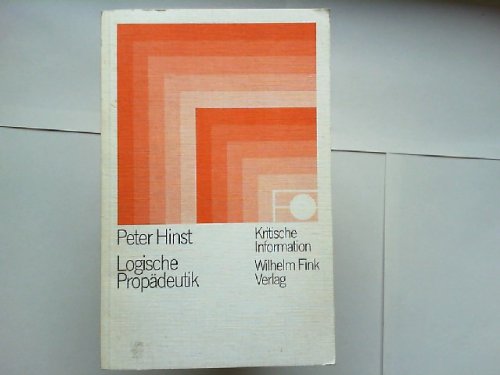 Peter Hinst
Logische
Propädeutik
Kritische
Information
Wilhelm Fink
Verlag